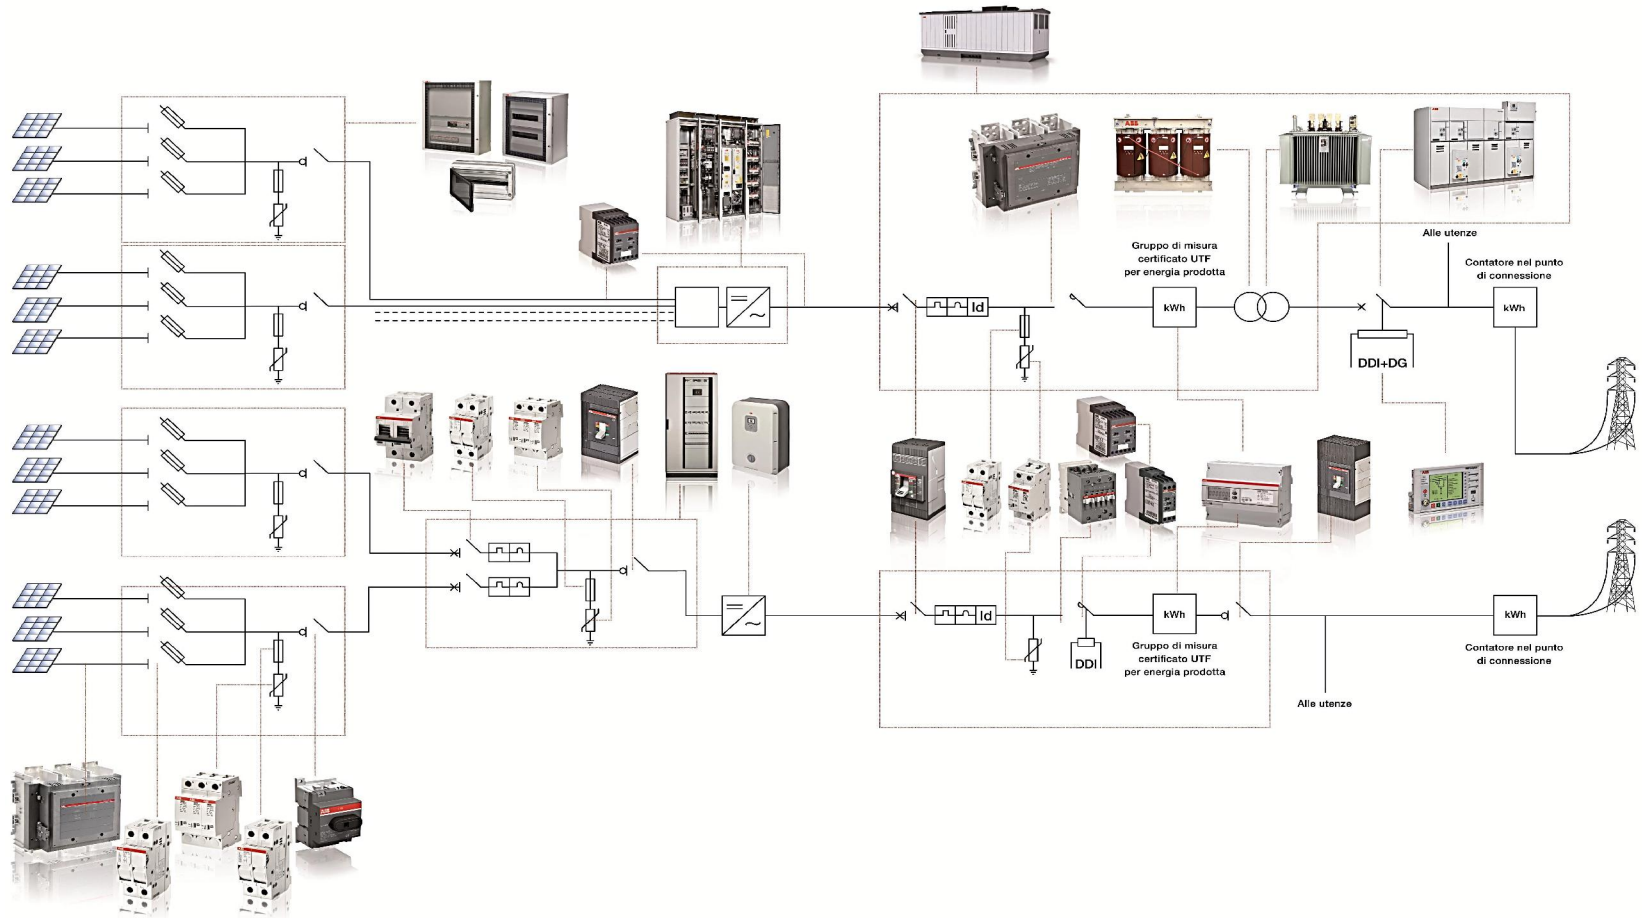 ABB
Alle utenze
Gruppo di misura
certificato UTF
per energia prodotta
Contatore nel punto
di connessione
Id
kWh
kWh
DDI+DG
Id
kWh
kWh
DDI
Gruppo di misura
certificato UTF
per energia prodotta
Contatore nel punto
di connessione
Alle utenze